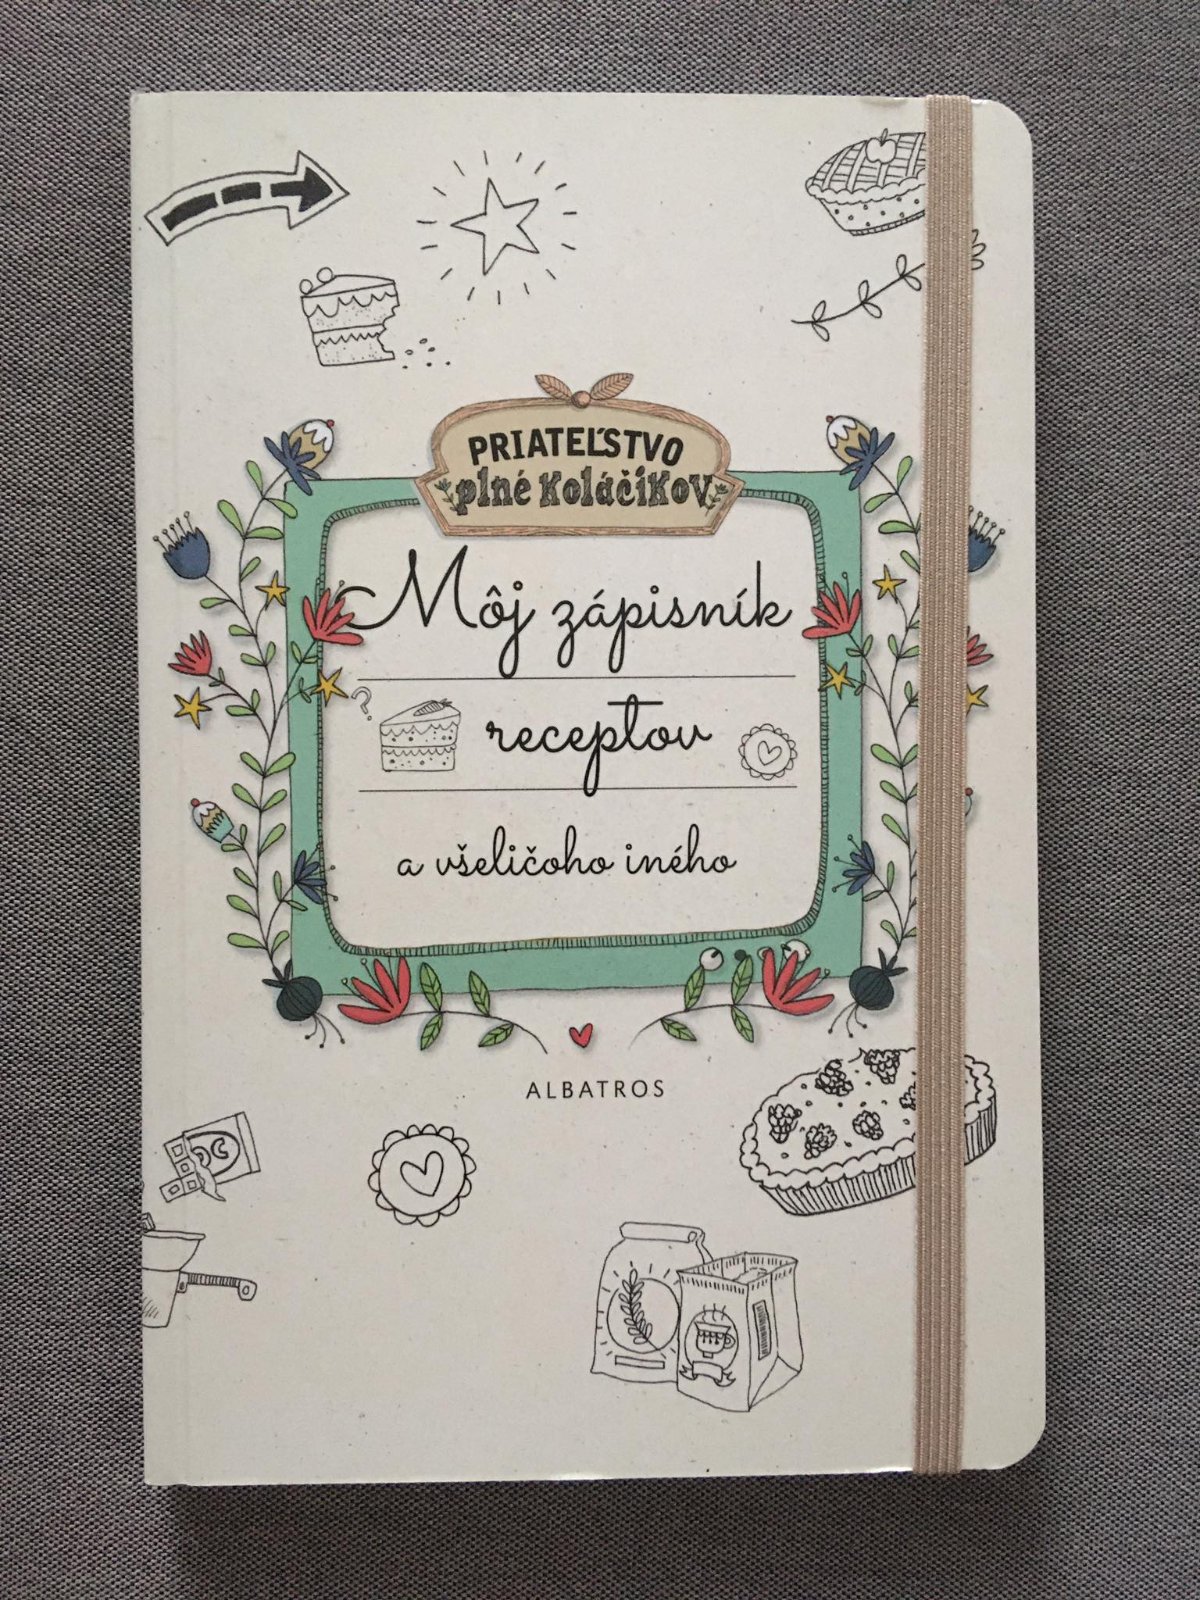 PRIATEĽSTVO
plné koláčikov
Môj zápisník
?
receptov
a všeličoho iného
ALBATROS